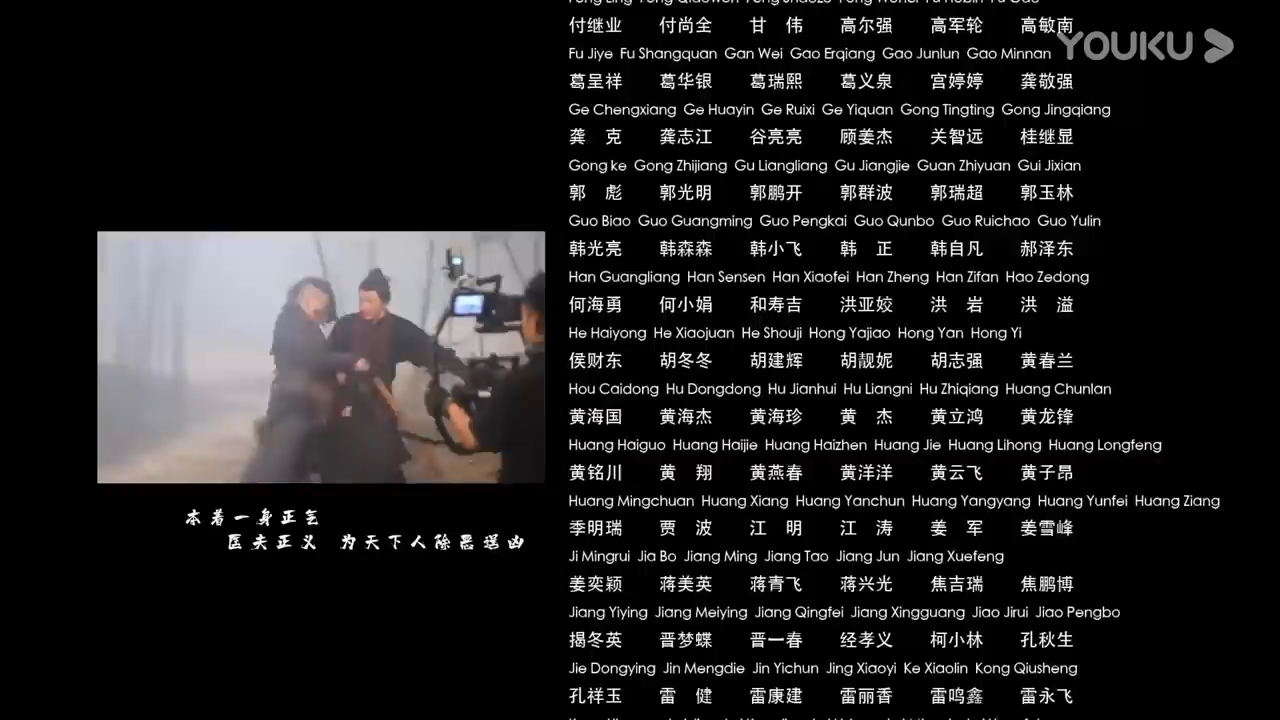 付继业 付尚全 甘 伟 高尔强 高军轮 高敏南
YOUKU
Fu Jiye Fu Shangquan Gan Wei Gao Erqiang Gao Junlun Gao Minnan
葛呈祥 葛华银 葛瑞熙 葛义泉 宫婷婷 龚敬强
Ge Chengxiang Ge Huayin Ge Ruixi Ge Yiquan Gong Tingting Gong Jingqiang
龚 克 龚志江 谷亮亮 顾姜杰 关智远 桂继显
Gong ke Gong Zhijiang Gu Liangliang Gu Jiangjie Guan Zhiyuan Gui Jixian
郭 彪 郭光明 郭鹏开 郭群波 郭瑞超 郭玉林
Guo Biao Guo Guangming Guo Pengkai Guo Qunbo Guo Ruichao Guo Yulin
韩光亮 韩森森 韩小飞 韩 正 韩自凡 郝泽东
Han Guangliang Han Sensen Han Xiaofei Han Zheng Han Zifan Hao Zedong
何海勇 何小娟 和寿吉 洪亚姣 洪 岩 洪 溢
He Haiyong He Xiaojuan He Shouji Hong Yajiao Hong Yan Hong Yi
侯财东 胡冬冬 胡建辉 胡靓妮 胡志强 黄春兰
Hou Caidong Hu Dongdong Hu Jianhui Hu Liangni Hu Zhiqiang Huang Chunlan
黄海国 黄海杰 黄海珍 黄 杰 黄立鸿 黄龙锋
Huang Haiguo Huang Haijie Huang Haizhen Huang Jie Huang Lihong Huang Longfeng
黄铭川 黄 翔 黄燕春 黄洋洋 黄云飞 黄子昂
Huang Mingchuan Huang Xiang Huang Yanchun Huang Yangyang Huang Yunfei Huang Ziang
季明瑞 贾 波 江 明 江 涛 姜 军 姜雪峰
Ji Mingrui Jia Bo Jiang Ming Jiang Tao Jiang Jun Jiang Xuefeng
姜奕颖 蒋美英 蒋青飞 蒋兴光 焦吉瑞 焦鹏博
Jiang Yiying Jiang Meiying Jiang Qingfei Jiang Xingguang Jiao Jirui Jiao Pengbo
揭冬英 晋梦蝶 晋一春 经孝义 柯小林 孔秋生
Jie Dongying Jin Mengdie Jin Yichun Jing Xiaoyi Ke Xiaolin Kong Qiusheng
孔祥玉 雷 健 雷康建 雷丽香 雷鸣鑫 雷永飞
本着一身正气
匡夫正义 为天下人除恶逞凶